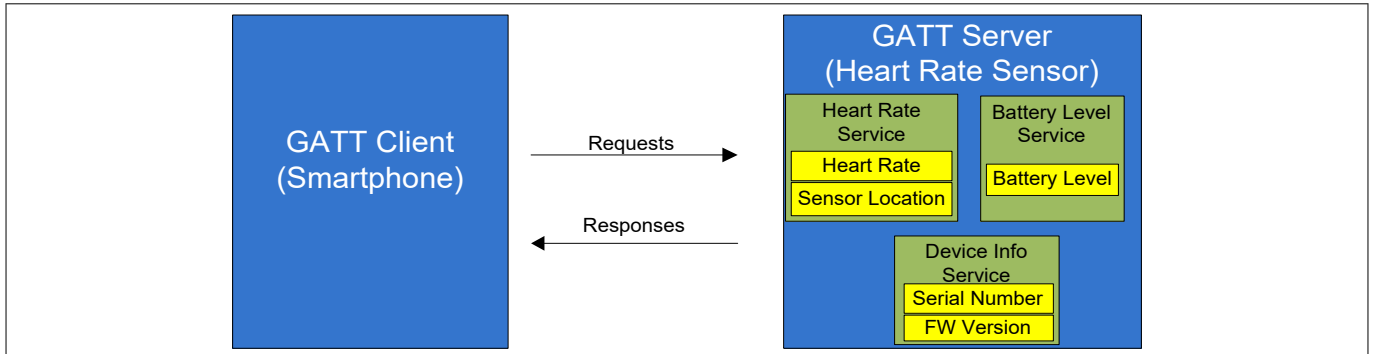 GATT Client
(Smartphone)
Requests
Responses
GATT Server
(Heart Rate Sensor)
Heart Rate
Service
Heart Rate
Sensor Location
Battery Level
Service
Battery Level
Device Info
Service
Serial Number
FW Version